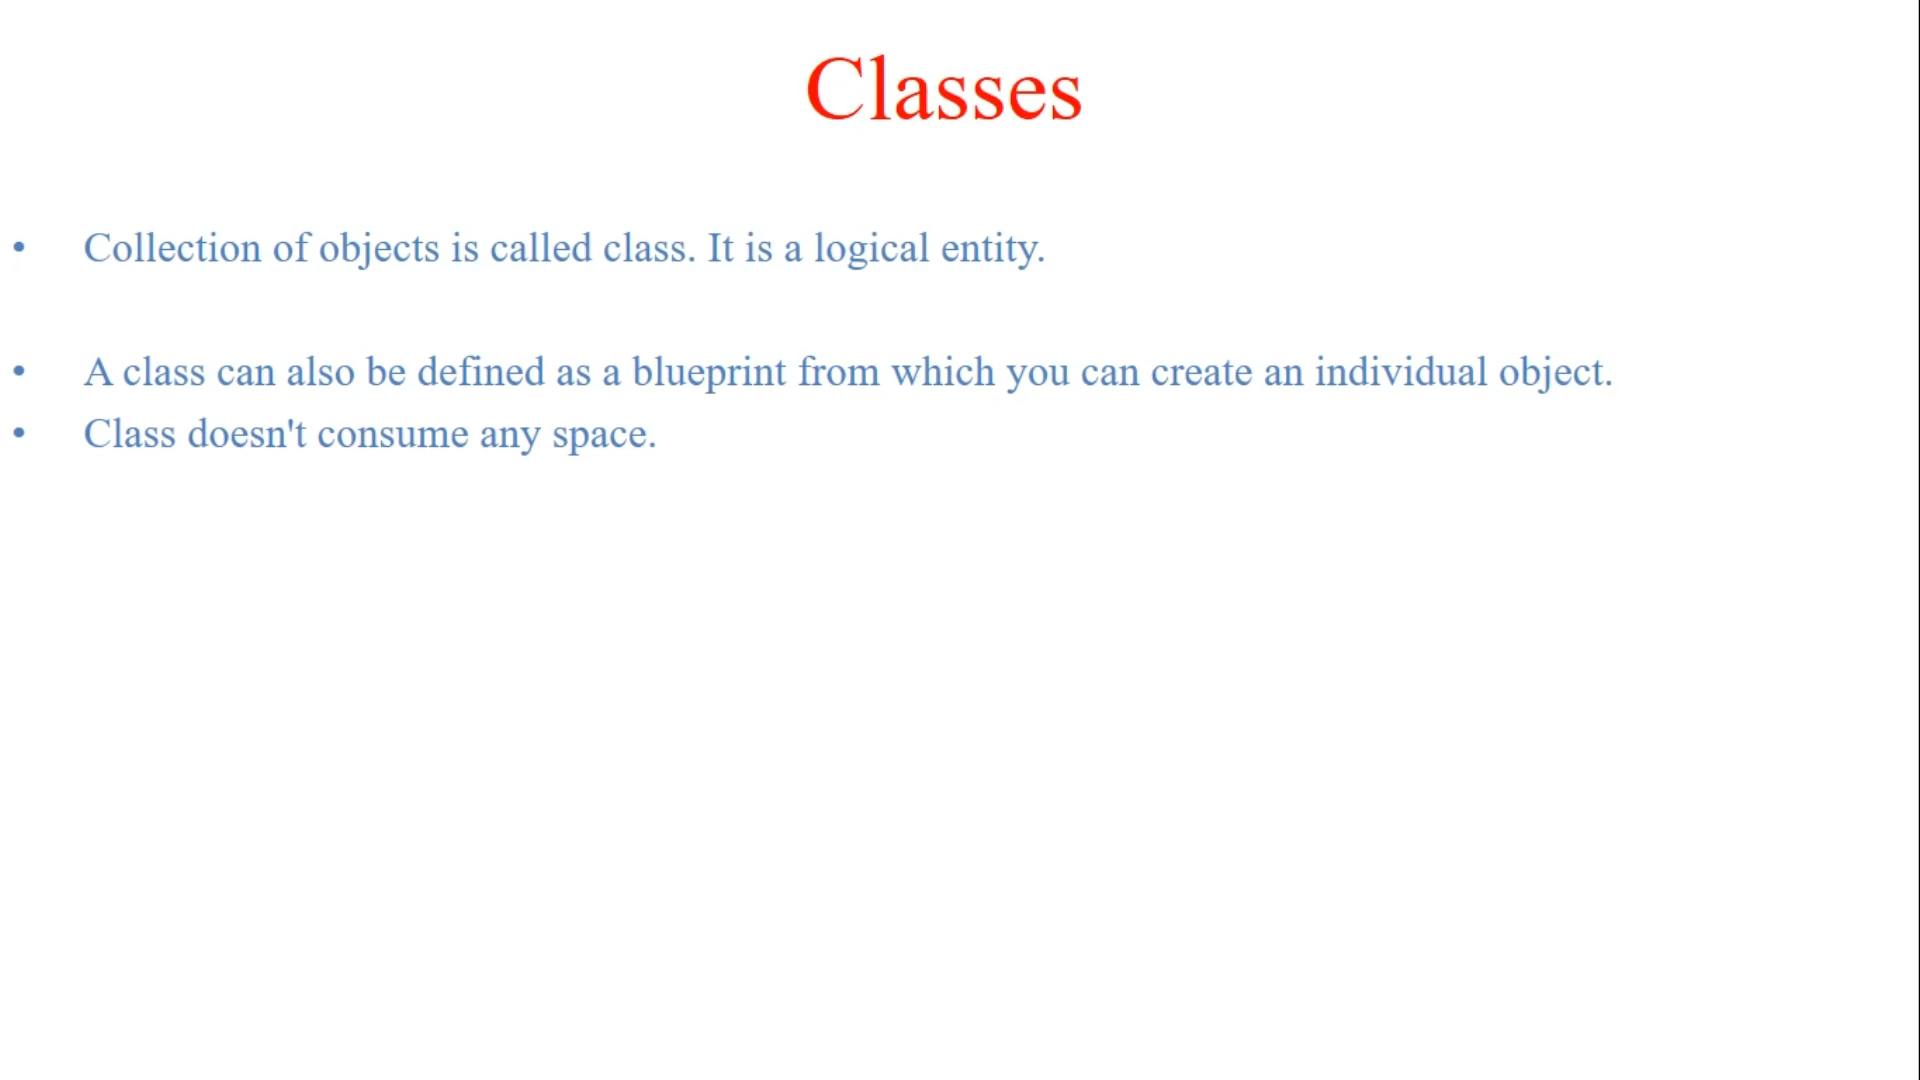 Classes
• Collection of objects is called class. It is a logical entity.
• A class can also be defined as a blueprint from which you can create an individual object.
• Class doesn't consume any space.